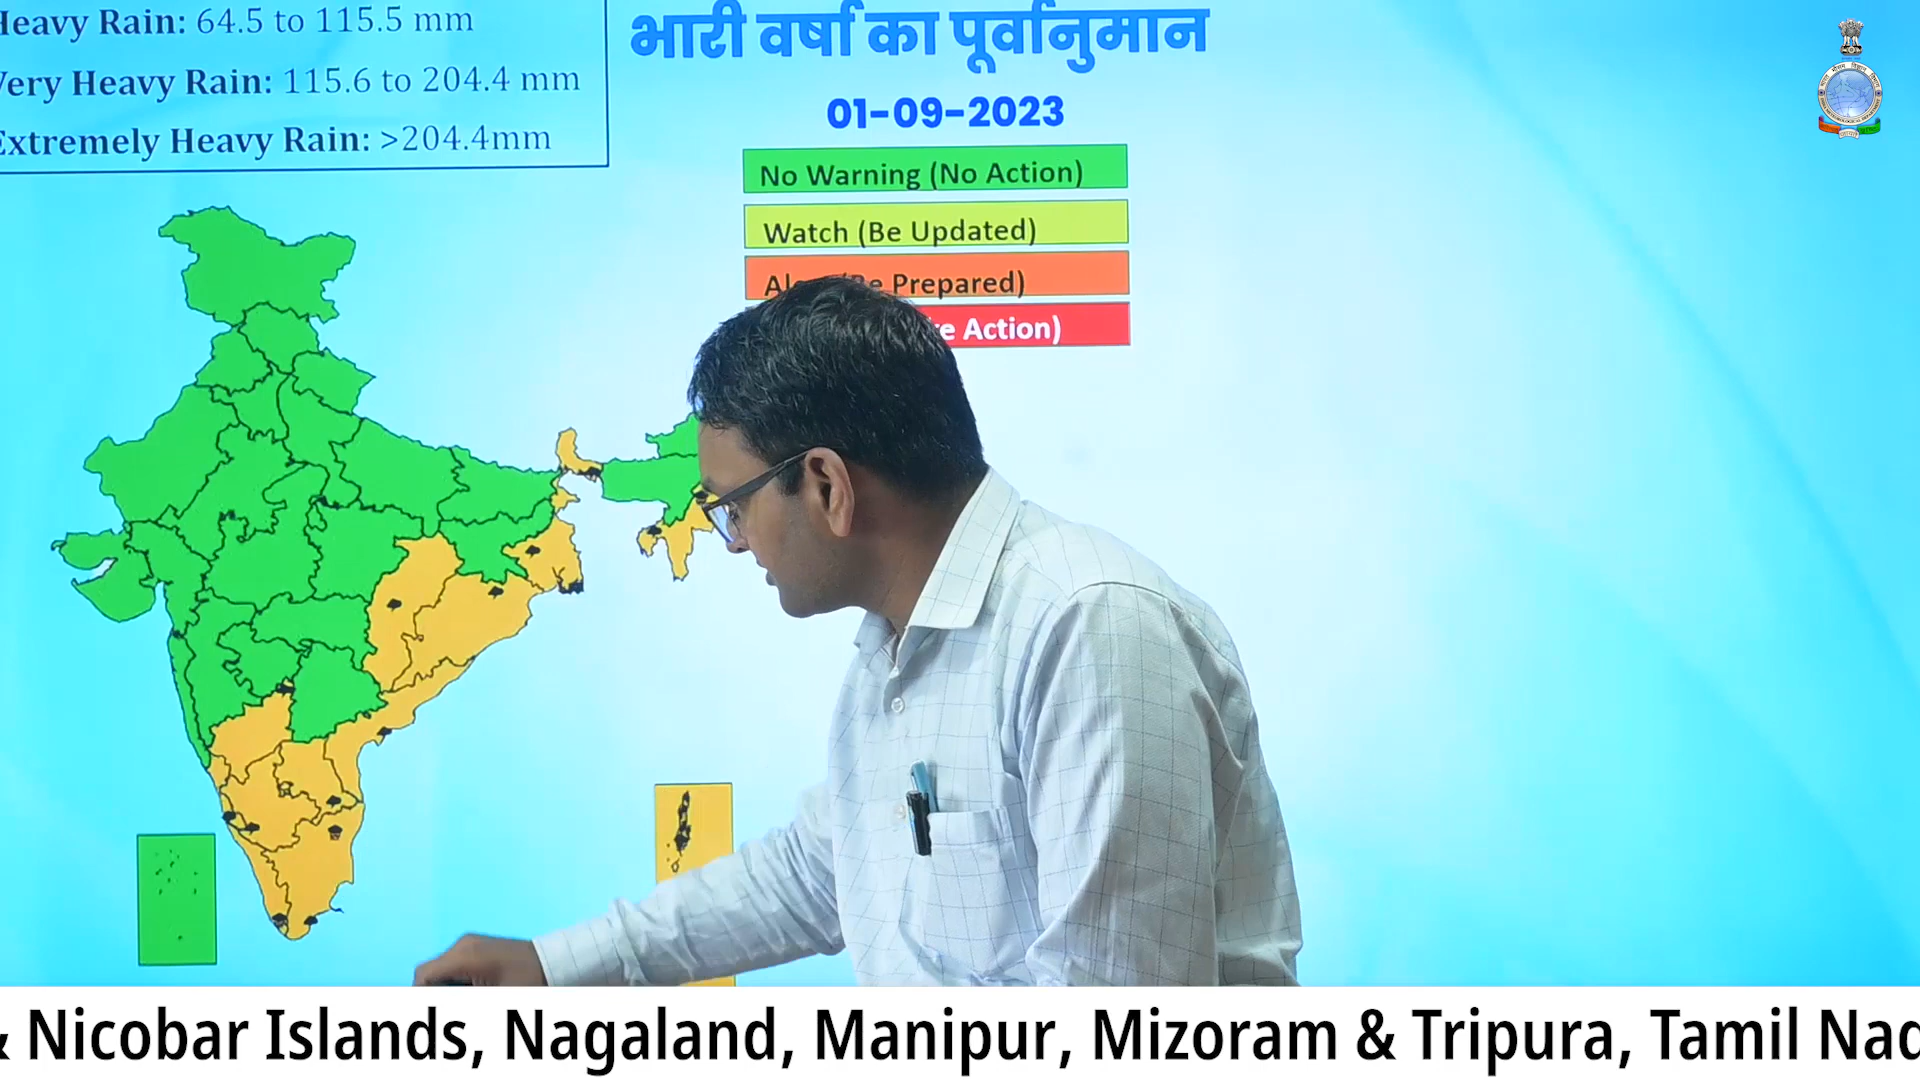 Heavy Rain: 64.5 to 115.5 mm
Very Heavy Rain: 115.6 to 204.4 mm
Extremely Heavy Rain: >204.4mm
भारी वर्षा का पूर्वानुमान
01-09-2023
No Warning (No Action)
Watch (Be Updated)
Prepared)
Action)
& Nicobar Islands, Nagaland, Manipur, Mizoram & Tripura, Tamil Nad